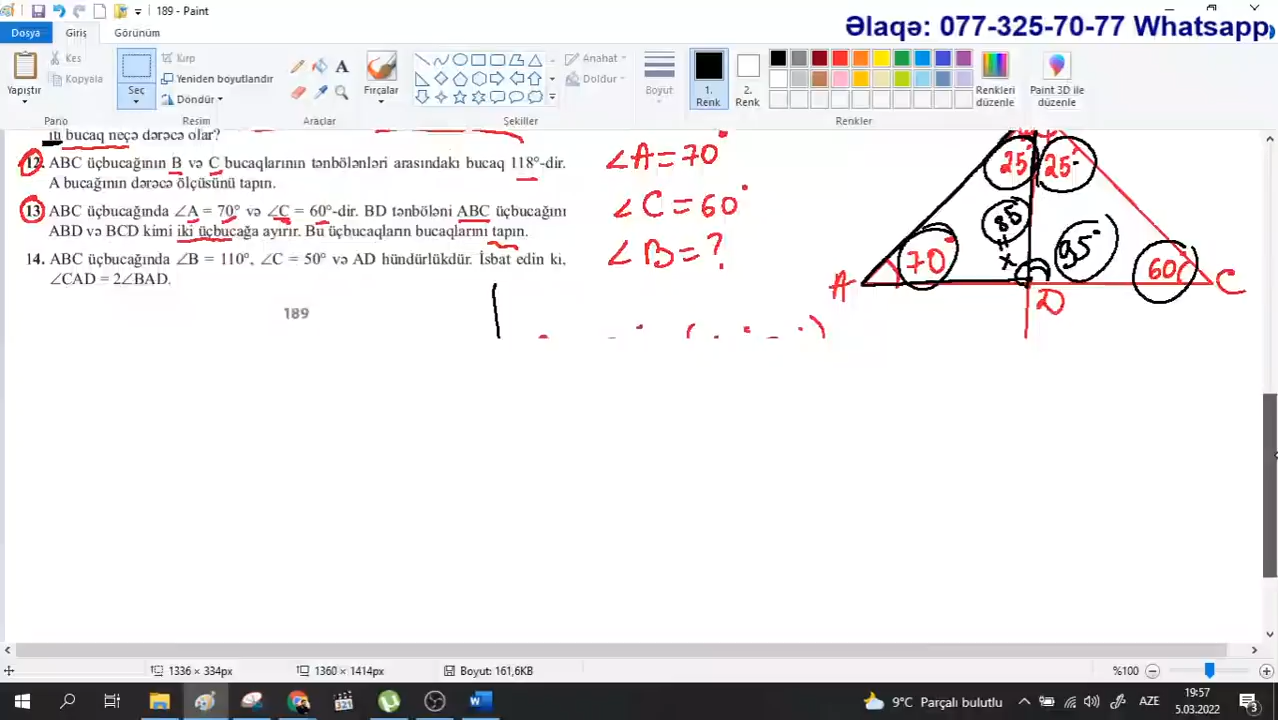 189 - Paint
Əlaqə: 077-325-70-77 Whatsapp,
Dosya
Giriş
Görünüm
Yapıştır
Kes
Kopyala
Pano
Seç
Kırp
Yeniden boyutlandır
Döndür
Resim
A
Araçlar
Fırçalar
Şekiller
Anahat
Doldur
Boyut
1. Renk
2. Renk
Renkleri düzenle
Paint 3D ile düzenle
Renkler
bucaq neçə dərəcə olar?
12. ABC üçbucağının B və C bucaqlarının tənbölənləri arasındakı bucaq 118°-dir.
A bucağının dərəcə ölçüsünü tapın.
13 ABC üçbucağında ∠A = 70° və ∠C = 60°-dir. BD tənböləni ABC üçbucağını
ABD və BCD kimi iki üçbucağa ayırır. Bu üçbucaqların bucaqlarını tapın.
14. ABC üçbucağında ∠B = 110°, ∠C = 50° və AD hündürlükdür. İsbat edin ki,
∠CAD = 2∠BAD.
189
∠A = 70°
∠C = 60°
∠B = ?
25° 25°
85°
=
x
95°
70°
60
A
D
C
1336 × 334px
1360 × 1414px
Boyut: 161,6KB
%100
9°C Parçalı bulutlu
AZE
19:57
5.03.2022
3